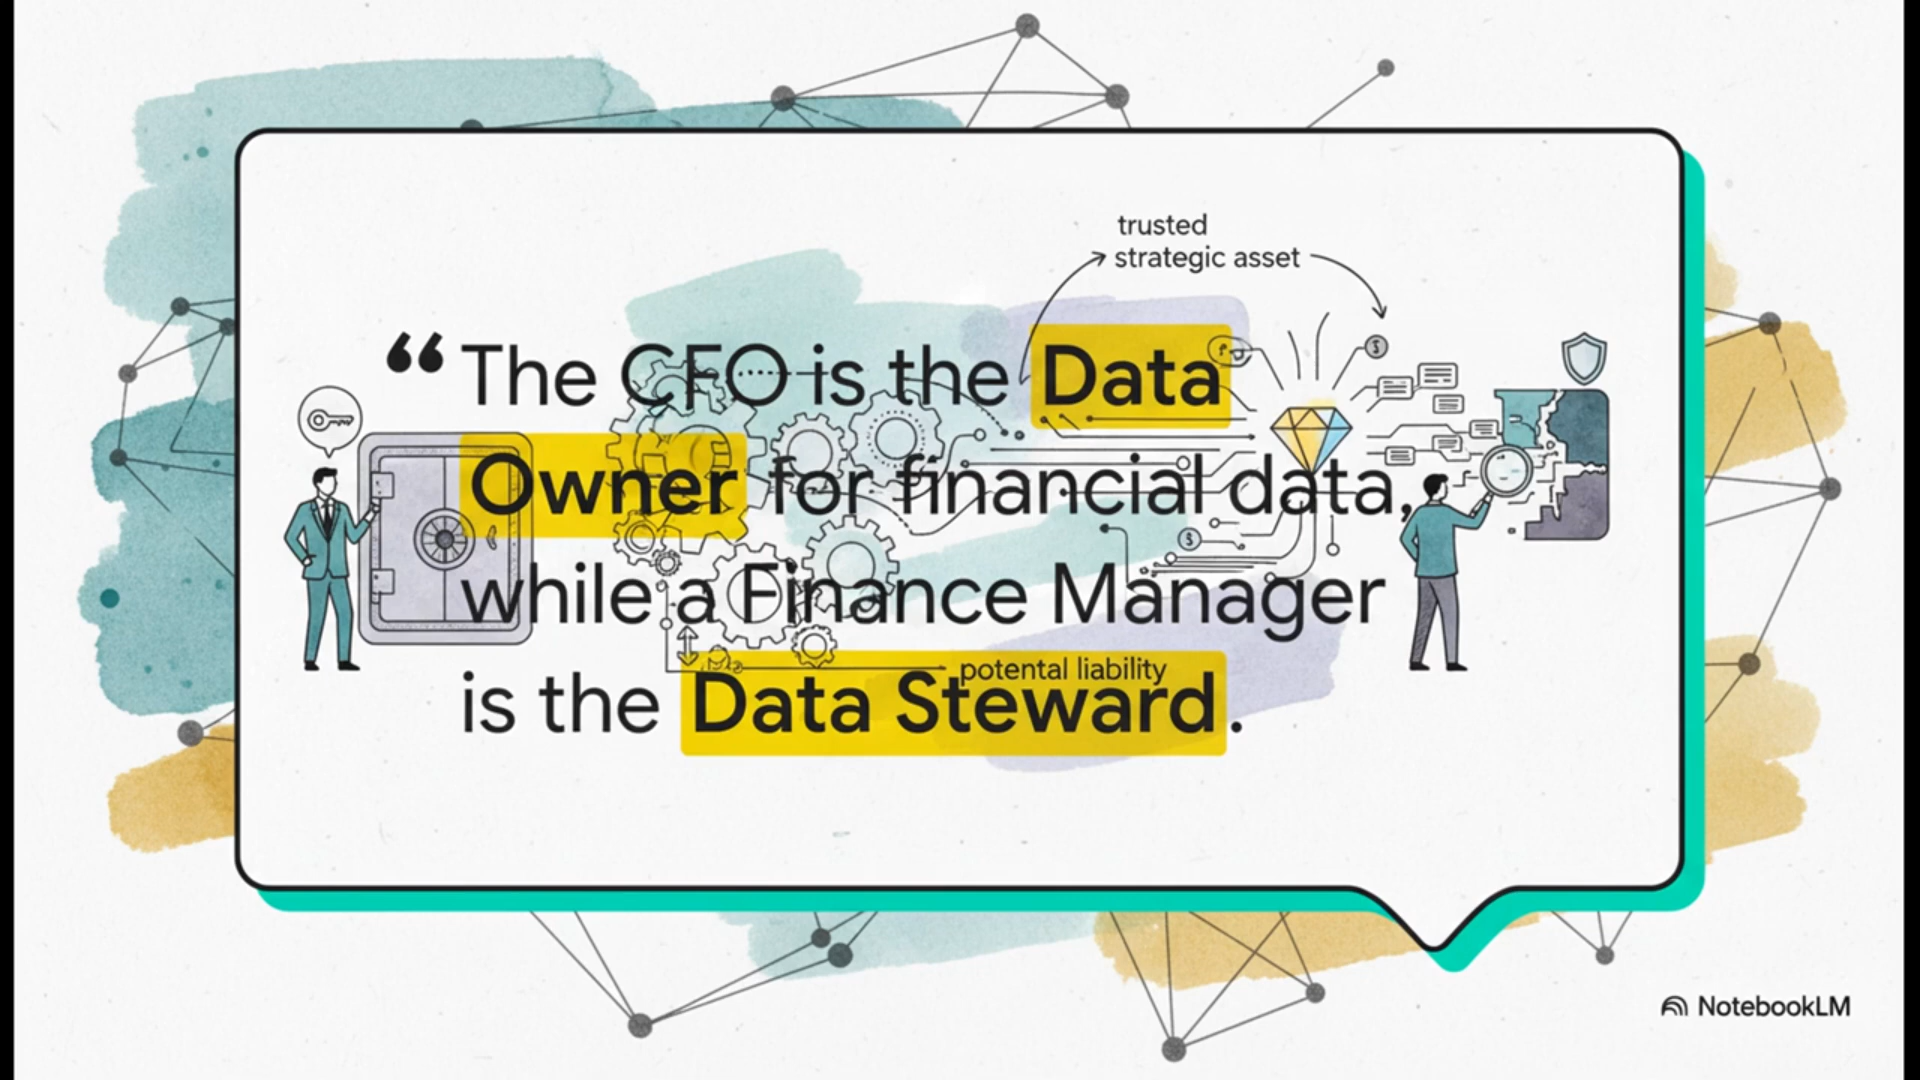 trusted
strategic asset
“The CFO is the Data
Owner for financial data,
while a Finance Manager
potental liability
is the Data Steward.
NotebookLM